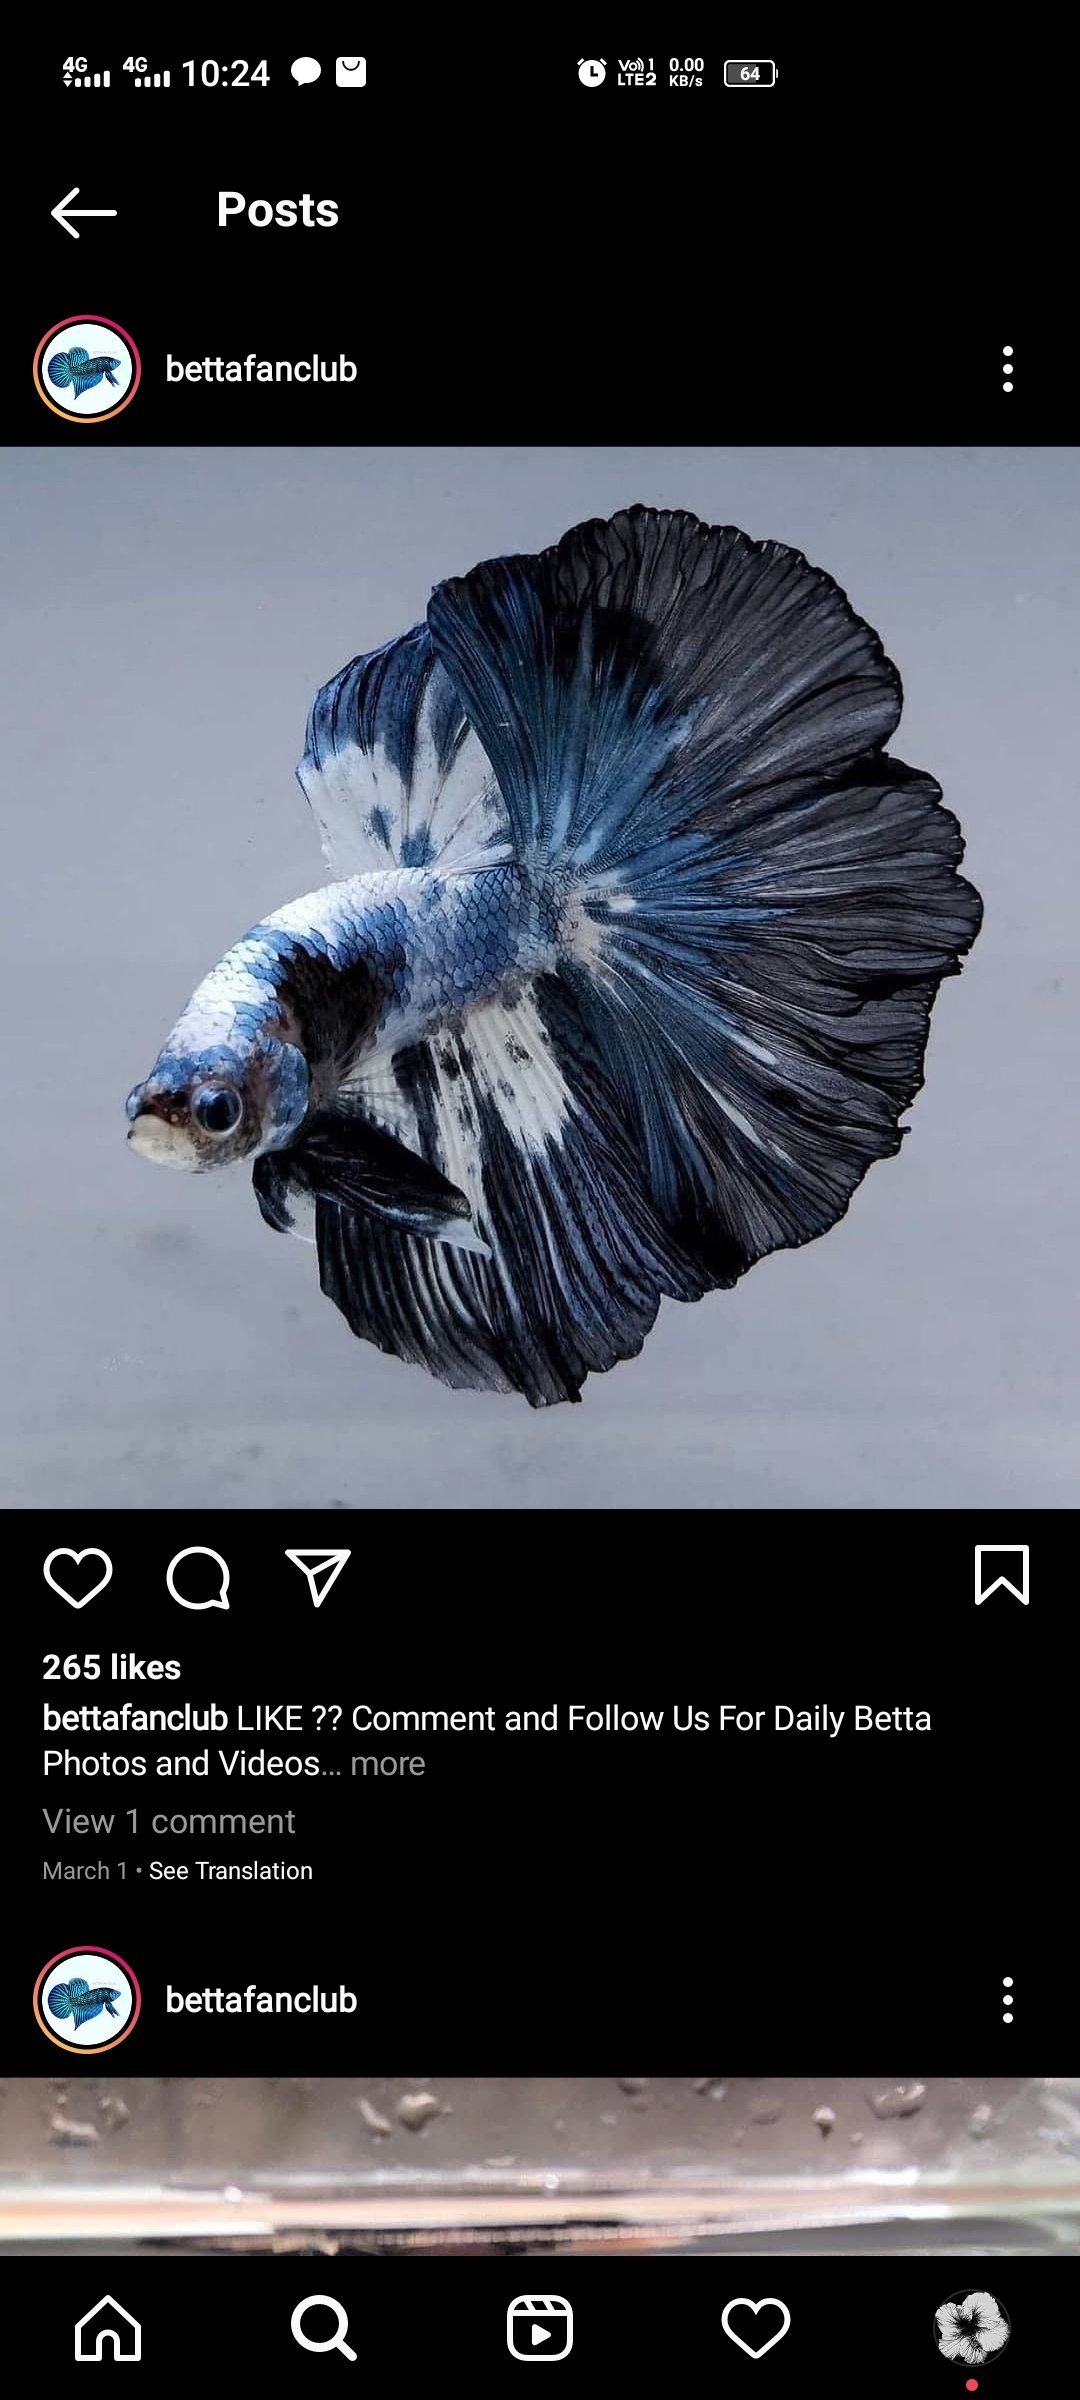 4G 4G 10:24 Vo) 1 LTE2 0.00 KB/s 64
Posts
bettafanclub
265 likes
bettafanclub LIKE ?? Comment and Follow Us For Daily Betta
Photos and Videos... more
View 1 comment
March 1 • See Translation
bettafanclub